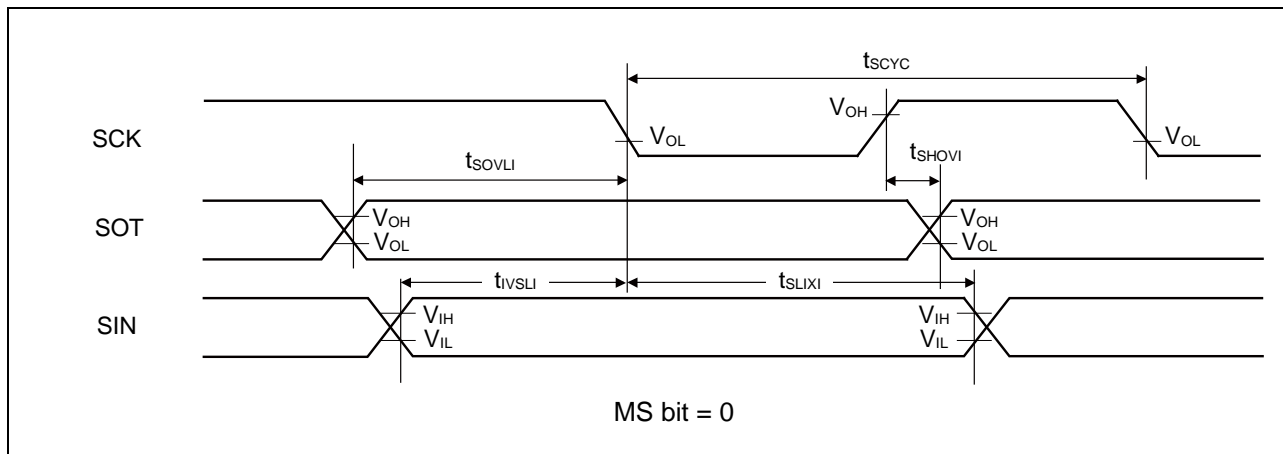 tSCYC
SCK
VOH
VOL
VOL
tSOVLI
tSHOVI
SOT
VOH
VOL
VOH
VOL
tIVSLI
tSLIXI
SIN
VIH
VIL
VIH
VIL
MS bit = 0